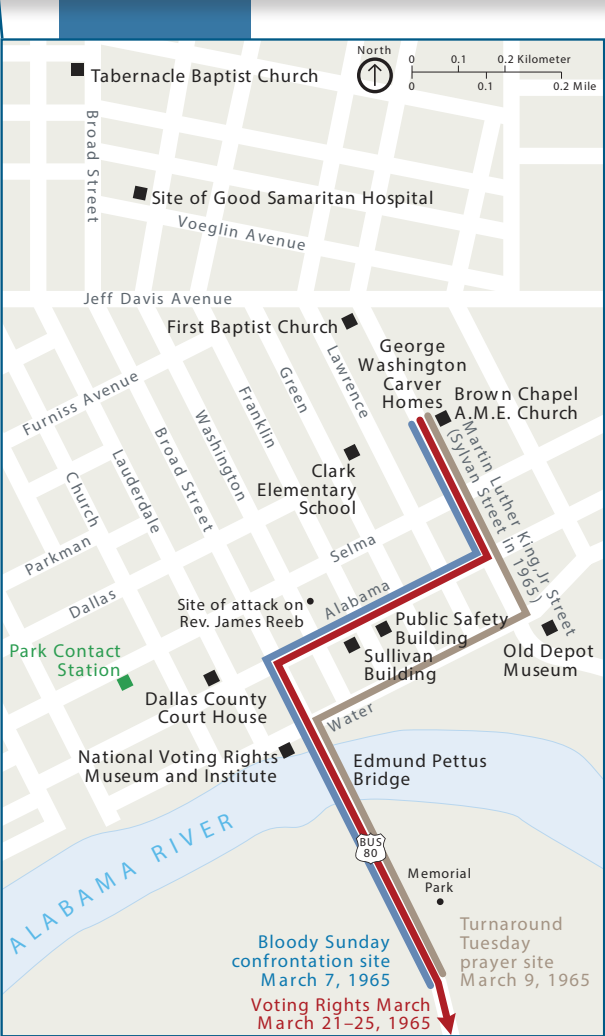 North
0 0.1 0.2 Kilometer
0 0.1 0.2 Mile
Tabernacle Baptist Church
Broad Street
Site of Good Samaritan Hospital
Voeglin Avenue
Jeff Davis Avenue
First Baptist Church
George
Washington
Carver
Homes
Brown Chapel
A.M.E. Church
Lawrence
Green
Franklin
Washington
Broad Street
Lauderdale
Church
Furniss Avenue
Clark
Elementary
School
Martin Luther King, Jr Street
(Sylvan Street in 1965)
Parkman
Selma
Dallas
Alabama
Site of attack on
Rev. James Reeb
Public Safety
Building
Sullivan
Building
Old Depot
Museum
Park Contact
Station
Dallas County
Court House
Water
National Voting Rights
Museum and Institute
Edmund Pettus
Bridge
ALABAMA RIVER
BUS
80
Memorial
Park
Bloody Sunday
confrontation site
March 7, 1965
Turnaround
Tuesday
prayer site
March 9, 1965
Voting Rights March
March 21–25, 1965